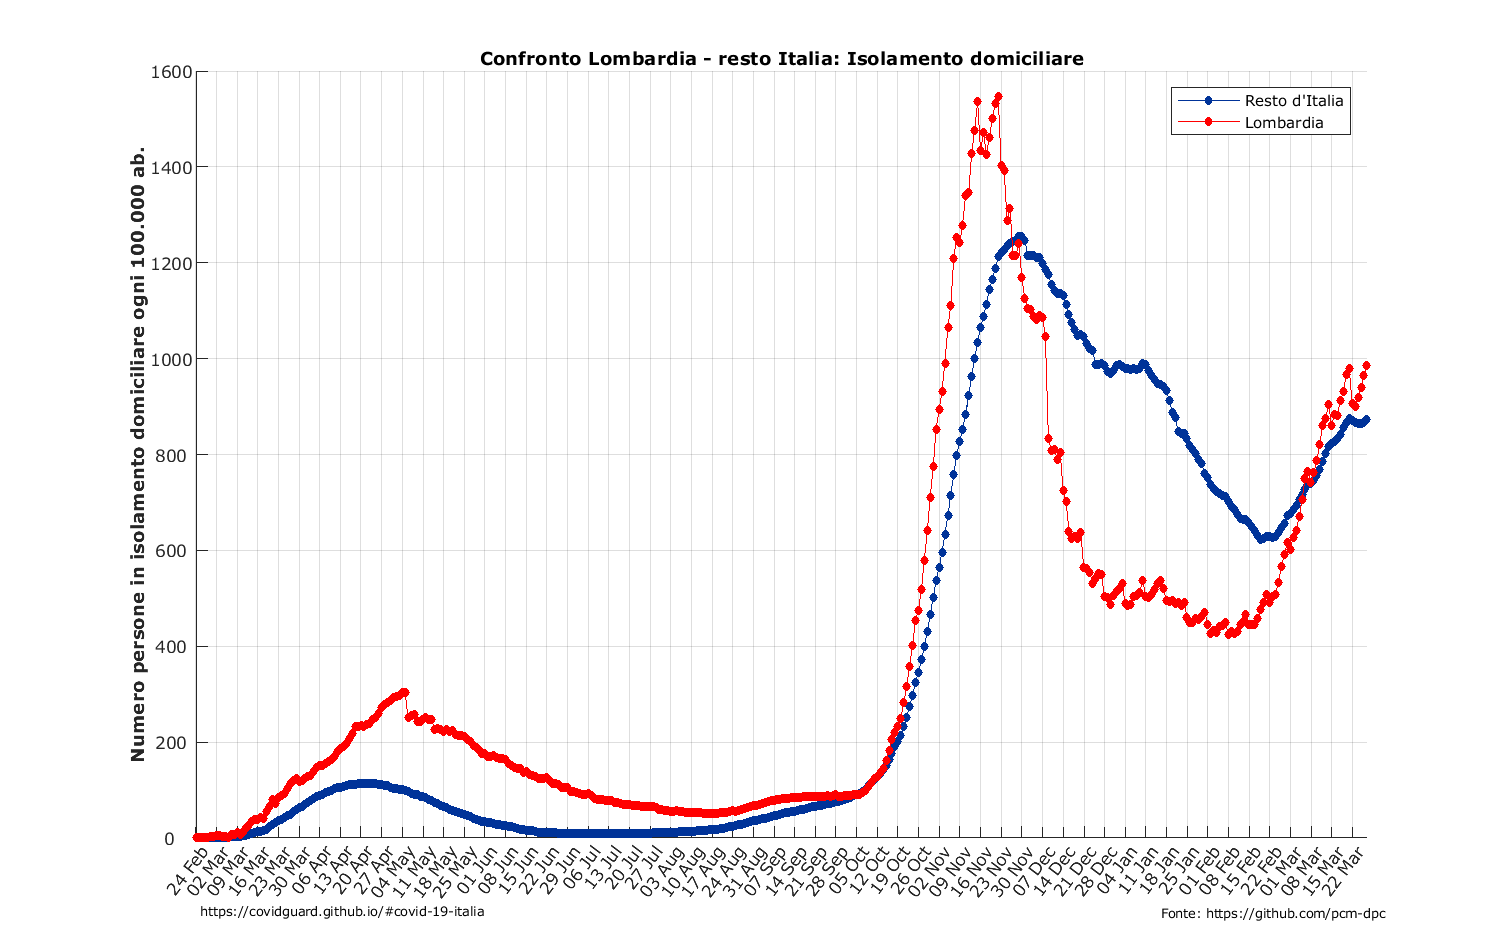 Confronto Lombardia - resto Italia: Isolamento domiciliare
Numero persone in isolamento domiciliare ogni 100.000 ab.
1600
1400
1200
1000
800
600
400
200
0
Resto d'Italia
Lombardia
24 Feb
02 Mar
09 Mar
16 Mar
23 Mar
30 Mar
06 Apr
13 Apr
20 Apr
27 Apr
04 May
11 May
18 May
25 May
01 Jun
08 Jun
15 Jun
22 Jun
29 Jun
06 Jul
13 Jul
20 Jul
27 Jul
03 Aug
10 Aug
17 Aug
24 Aug
31 Aug
07 Sep
14 Sep
21 Sep
28 Sep
05 Oct
12 Oct
19 Oct
26 Oct
02 Nov
09 Nov
16 Nov
23 Nov
30 Nov
07 Dec
14 Dec
21 Dec
28 Dec
04 Jan
11 Jan
18 Jan
25 Jan
01 Feb
08 Feb
15 Feb
22 Feb
01 Mar
08 Mar
15 Mar
22 Mar
https://covidguard.github.io/#covid-19-italia
Fonte: https://github.com/pcm-dpc